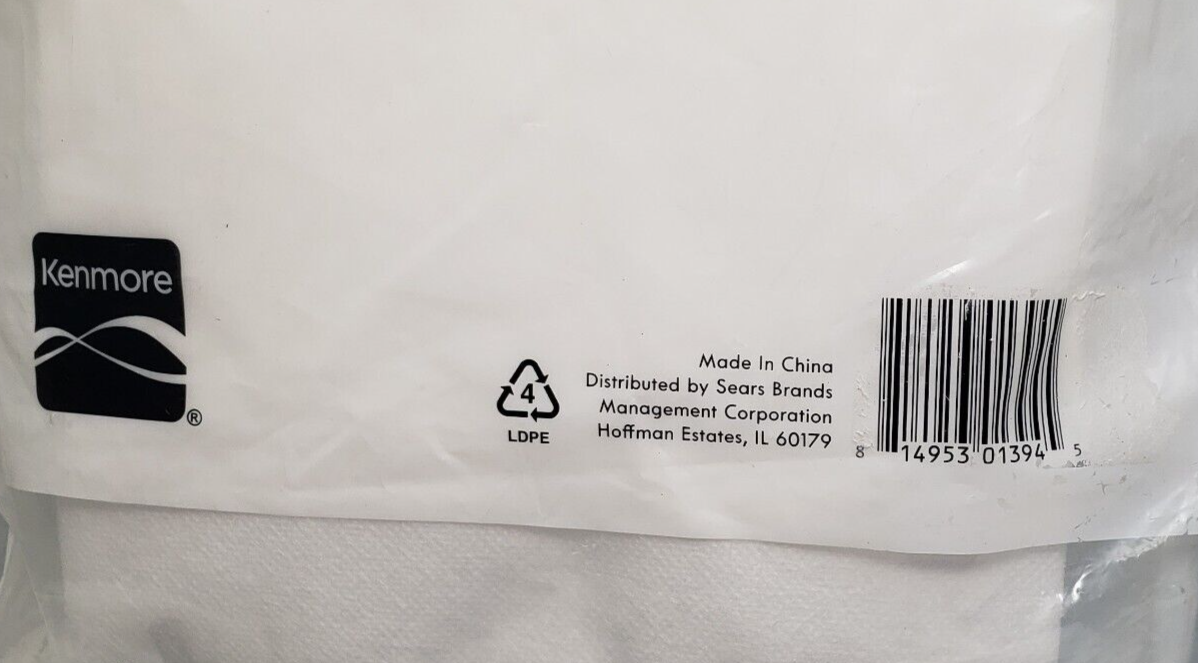 Kenmore
®
4
LDPE
Made In China
Distributed by Sears Brands
Management Corporation
Hoffman Estates, IL 60179
8 14953 01394 5